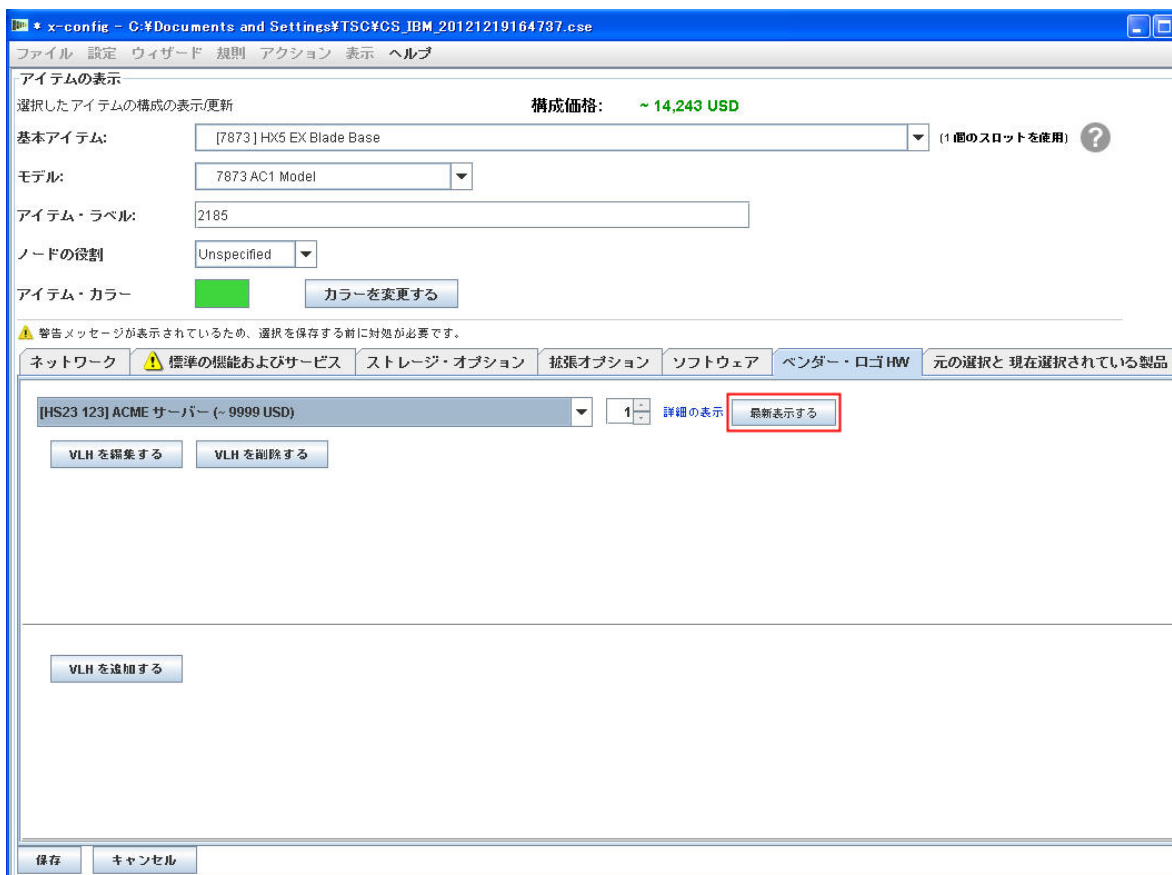 * x-config - C:¥Documents and Settings¥TSC¥CS_IBM_20121219164737.cse
ファイル 設定 ウィザード 規則 アクション 表示 ヘルプ
アイテムの表示
選択したアイテムの構成の表示/更新 構成価格: ~ 14,243 USD
基本アイテム: [7873] HX5 EX Blade Base (1 個のスロットを使用) ?
モデル: 7873 AC1 Model
アイテム・ラベル: 2185
ノードの役割 Unspecified
アイテム・カラー カラーを変更する
警告メッセージが表示されているため、選択を保存する前に対処が必要です。
ネットワーク 標準の機能およびサービス ストレージ・オプション 拡張オプション ソフトウェア ベンダー・ロゴ HW 元の選択と 現在選択されている製品
[HS23 123] ACME サーバー (~ 9999 USD) 1 詳細の表示 最新表示する
VLH を編集する VLH を削除する
VLH を追加する
保存 キャンセル